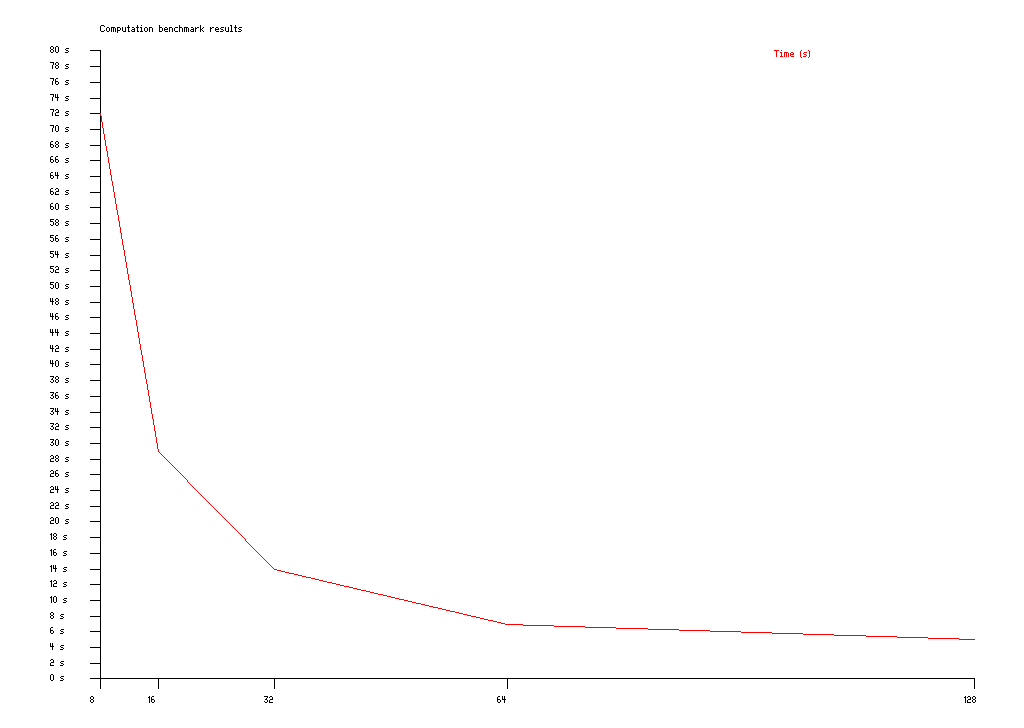 Computation benchmark results
Time (s)
80 s
78 s
76 s
74 s
72 s
70 s
68 s
66 s
64 s
62 s
60 s
58 s
56 s
54 s
52 s
50 s
48 s
46 s
44 s
42 s
40 s
38 s
36 s
34 s
32 s
30 s
28 s
26 s
24 s
22 s
20 s
18 s
16 s
14 s
12 s
10 s
8 s
6 s
4 s
2 s
0 s
8 16 32 64 128